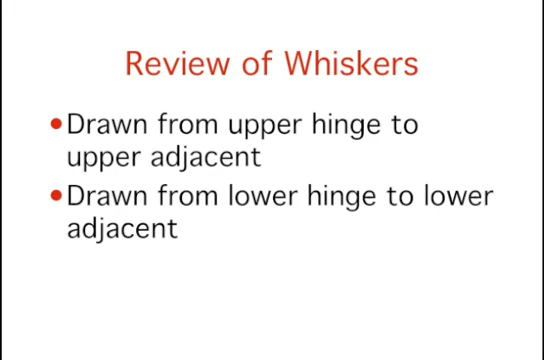 Review of Whiskers
•Drawn from upper hinge to
upper adjacent
•Drawn from lower hinge to lower
adjacent